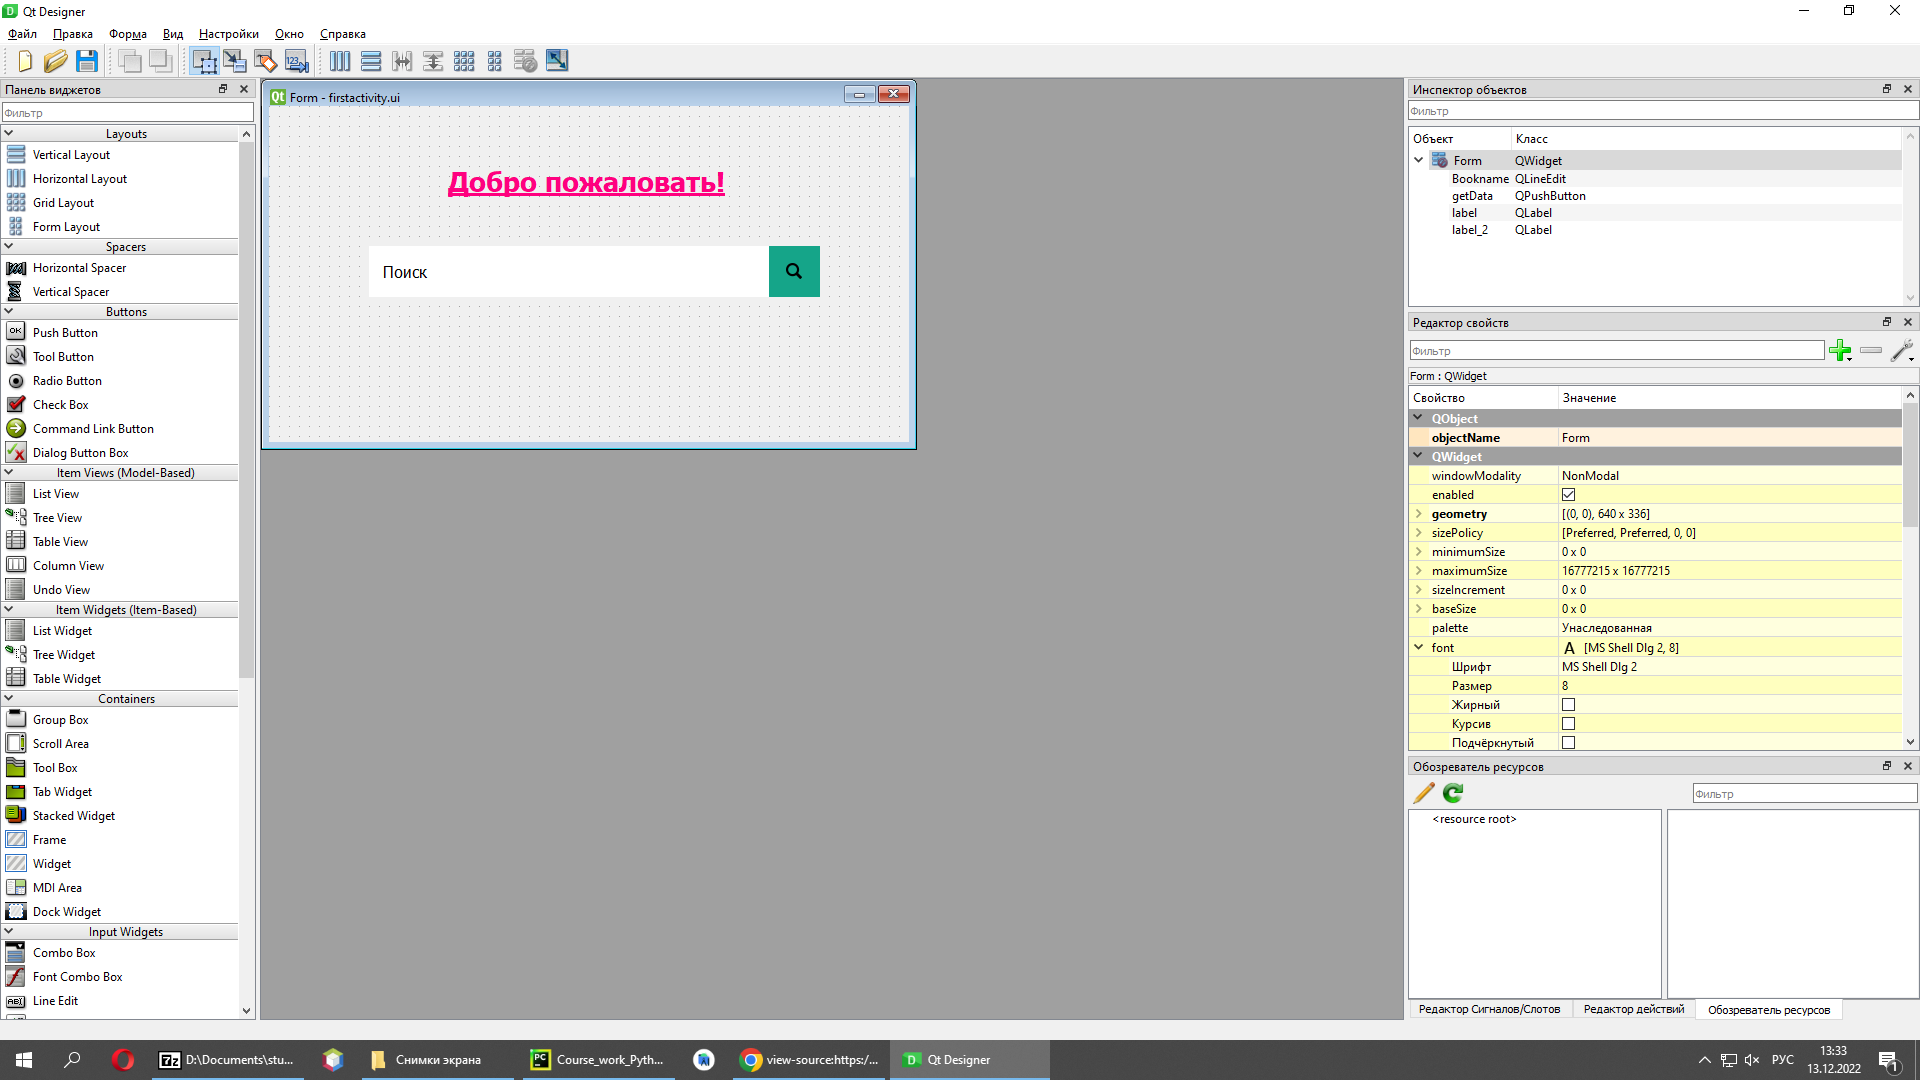 Qt Designer
Файл Правка Форма Вид Настройки Окно Справка
Панель виджетов
Фильтр
Layouts
Vertical Layout
Horizontal Layout
Grid Layout
Form Layout
Spacers
Horizontal Spacer
Vertical Spacer
Buttons
Push Button
Tool Button
Radio Button
Check Box
Command Link Button
Dialog Button Box
Item Views (Model-Based)
List View
Tree View
Table View
Column View
Undo View
Item Widgets (Item-Based)
List Widget
Tree Widget
Table Widget
Containers
Group Box
Scroll Area
Tool Box
Tab Widget
Stacked Widget
Frame
Widget
MDI Area
Dock Widget
Input Widgets
Combo Box
Font Combo Box
Line Edit
Form - firstactivity.ui
Добро пожаловать!
Поиск
Инспектор объектов
Фильтр
Объект Класс
Form QWidget
Bookname QLineEdit
getData QPushButton
label QLabel
label_2 QLabel
Редактор свойств
Фильтр
Form : QWidget
Свойство Значение
QObject
objectName Form
QWidget
windowModality NonModal
enabled
geometry [(0, 0), 640 x 336]
sizePolicy [Preferred, Preferred, 0, 0]
minimumSize 0 x 0
maximumSize 16777215 x 16777215
sizeIncrement 0 x 0
baseSize 0 x 0
palette Унаследованная
font A [MS Shell Dlg 2, 8]
Шрифт MS Shell Dlg 2
Размер 8
Жирный
Курсив
Подчёркнутый
Обозреватель ресурсов
Фильтр
<resource root>
Редактор Сигналов/Слотов Редактор действий Обозреватель ресурсов
D:\Documents\stu... Снимки экрана Course_work_Pyth... view-source:https:/... Qt Designer РУС 13:33
13.12.2022